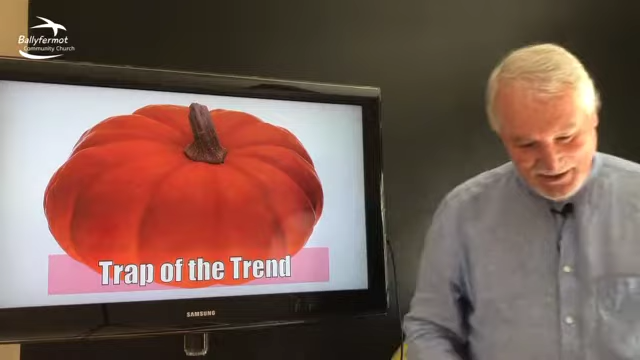 Ballyfermot
Community Church
Trap of the Trend
SAMSUNG